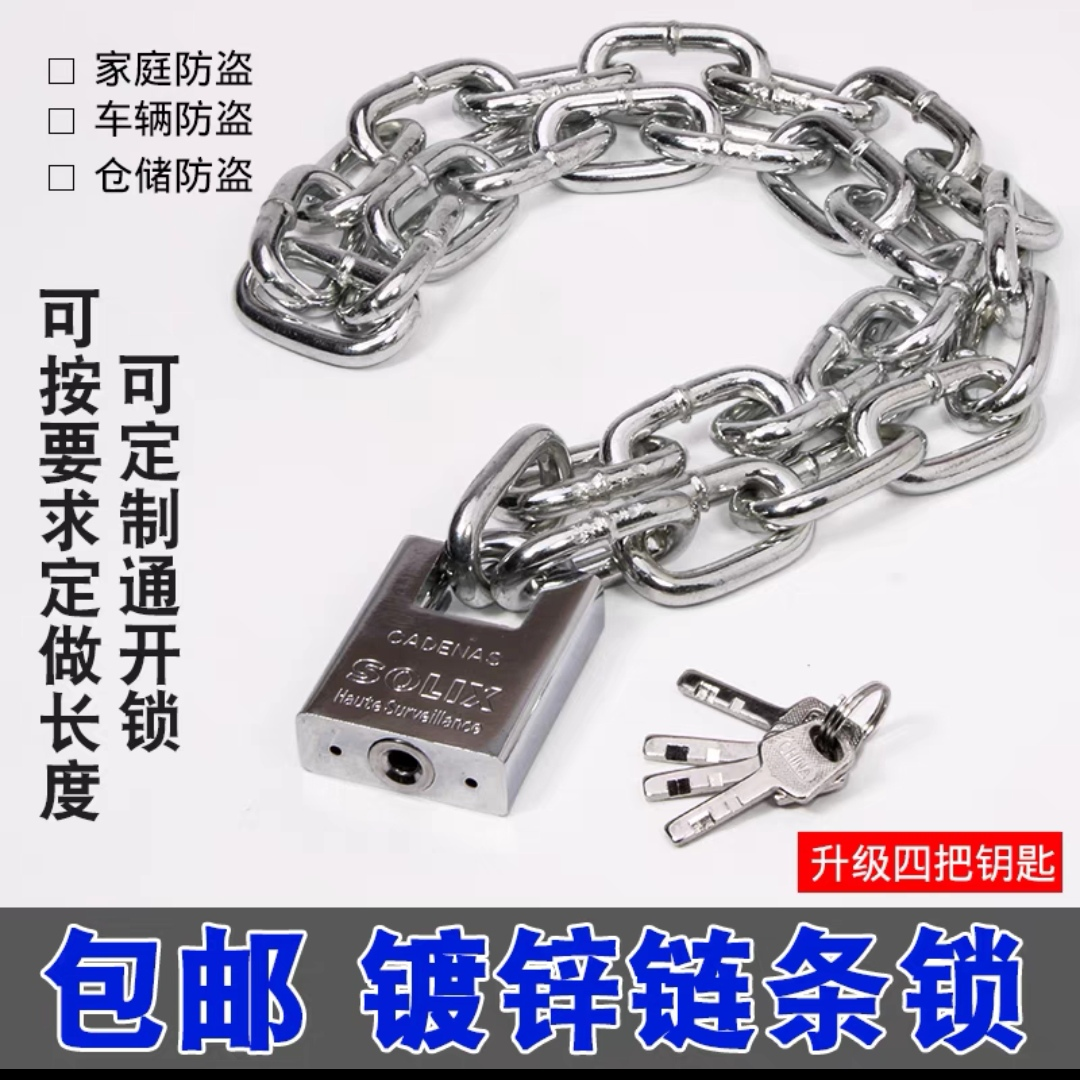 家庭防盗
车辆防盗
仓储防盗
可按要求定做长度
可定制通开锁
CADENAS
SOLIX
Haute Surveillance
CHINA
升级四把钥匙
包邮 镀锌链条锁